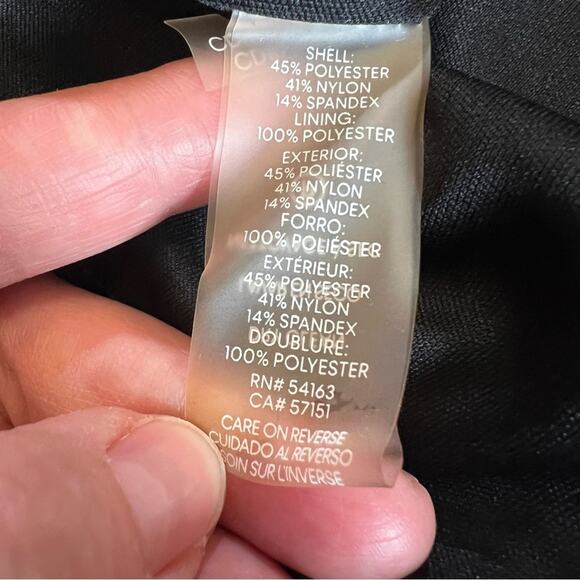 SHELL:
45% POLYESTER
41% NYLON
14% SPANDEX
LINING:
100% POLYESTER
EXTERIOR:
45% POLIÉSTER
41% NYLON
14% SPANDEX
FORRO:
100% POLIÉSTER
EXTÉRIEUR:
45% POLYESTER
41% NYLON
14% SPANDEX
DOUBLURE:
100% POLYESTER
RN# 54163
CA# 57151
CARE ON REVERSE
CUIDADO AL REVERSO
SOIN SUR L'INVERSE